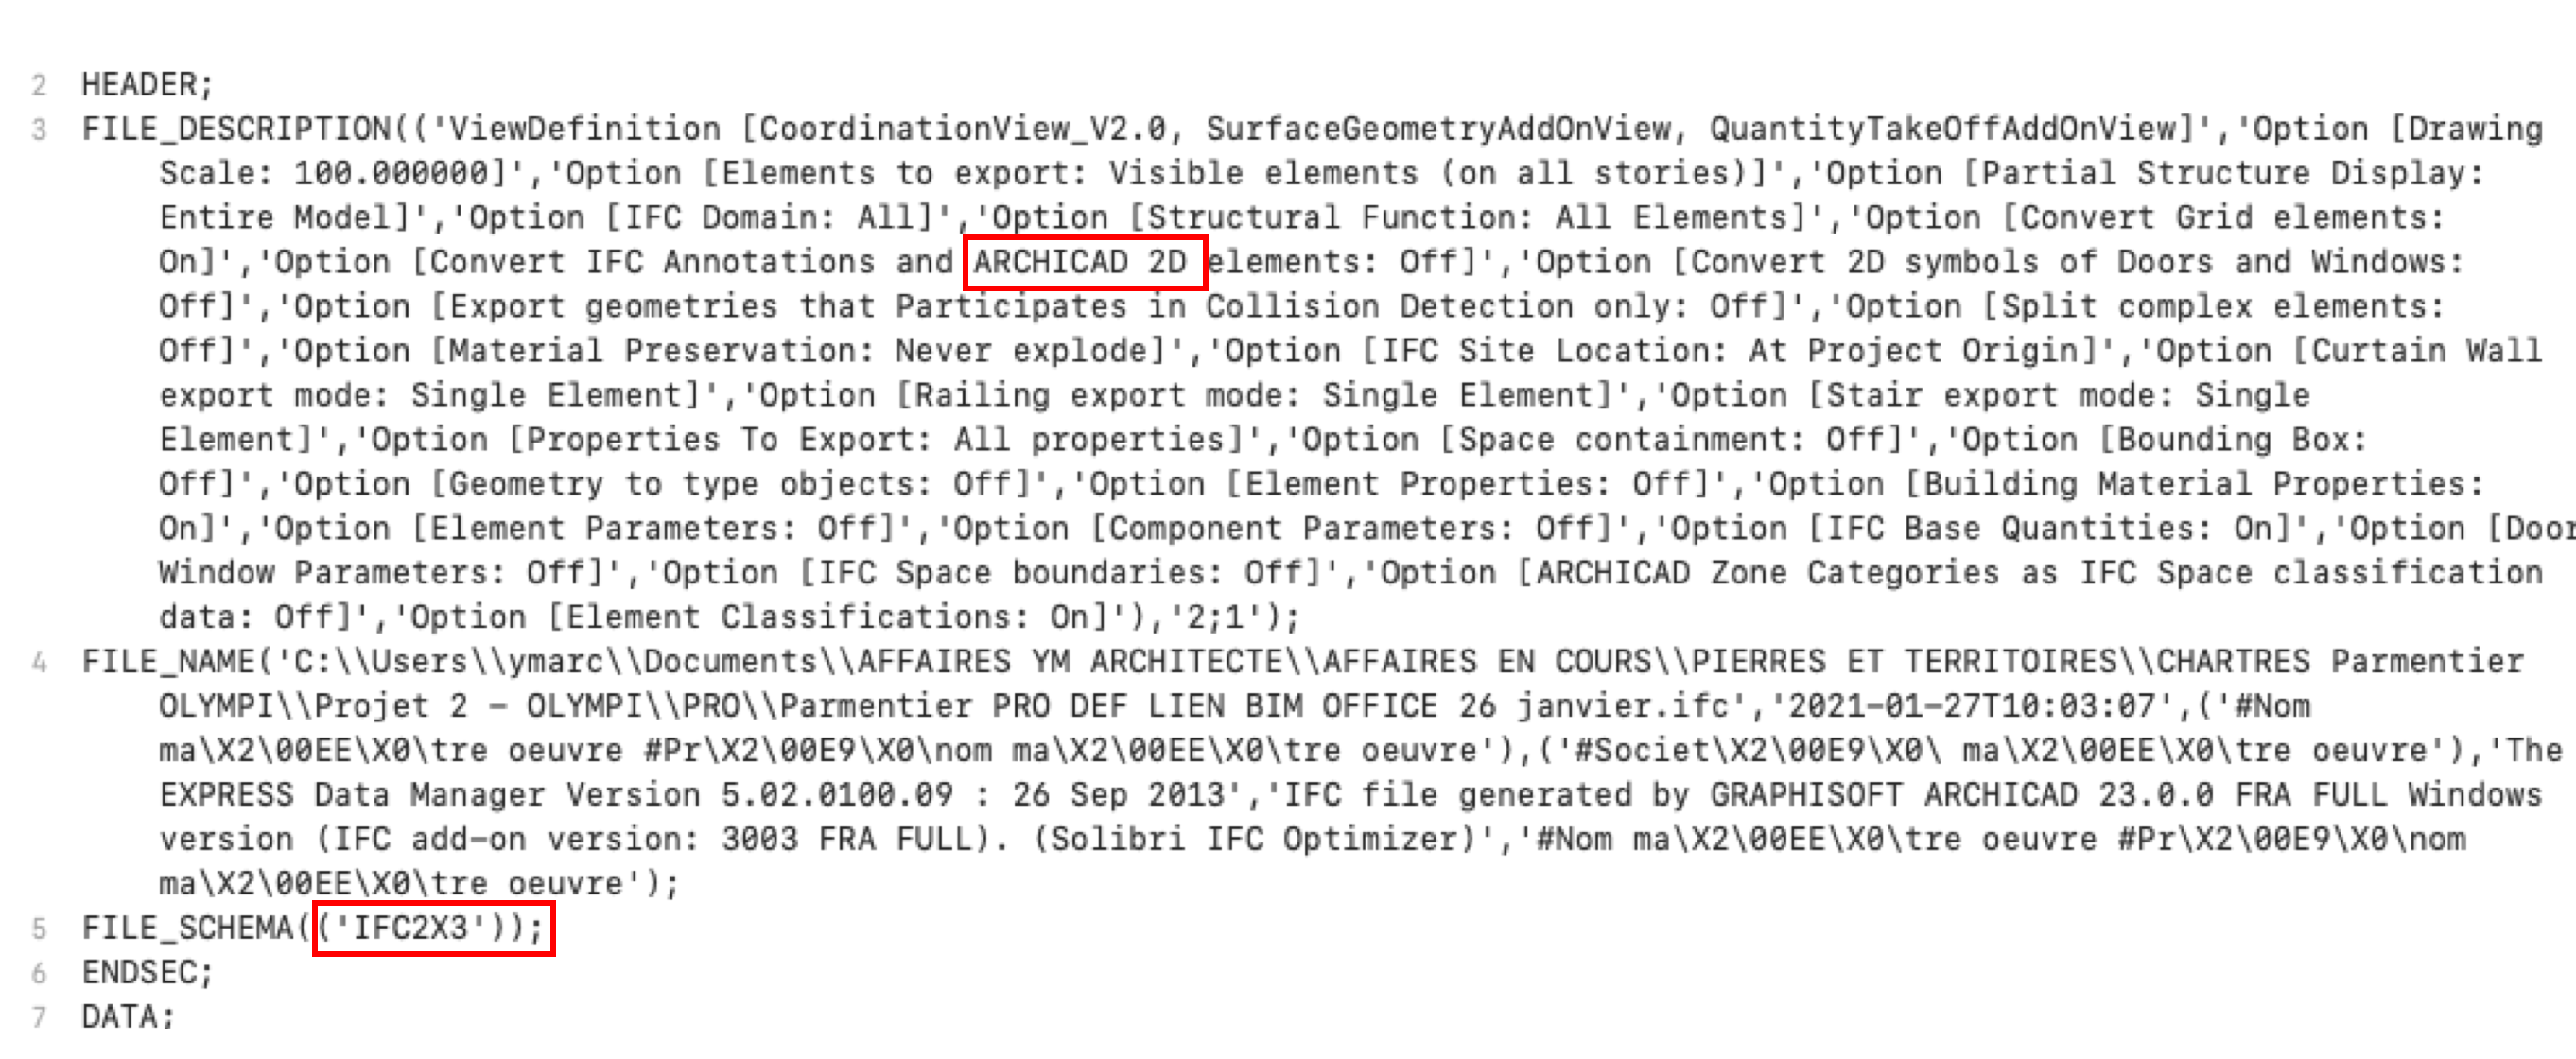 2 HEADER;
3 FILE_DESCRIPTION(('ViewDefinition [CoordinationView_V2.0, SurfaceGeometryAddOnView, QuantityTakeOffAddOnView]','Option [Drawing
Scale: 100.000000]','Option [Elements to export: Visible elements (on all stories)]','Option [Partial Structure Display:
Entire Model]','Option [IFC Domain: All]','Option [Structural Function: All Elements]','Option [Convert Grid elements:
On]','Option [Convert IFC Annotations and ARCHICAD 2D elements: Off]','Option [Convert 2D symbols of Doors and Windows:
Off]','Option [Export geometries that Participates in Collision Detection only: Off]','Option [Split complex elements:
Off]','Option [Material Preservation: Never explode]','Option [IFC Site Location: At Project Origin]','Option [Curtain Wall
export mode: Single Element]','Option [Railing export mode: Single Element]','Option [Stair export mode: Single
Element]','Option [Properties To Export: All properties]','Option [Space containment: Off]','Option [Bounding Box:
Off]','Option [Geometry to type objects: Off]','Option [Element Properties: Off]','Option [Building Material Properties:
On]','Option [Element Parameters: Off]','Option [Component Parameters: Off]','Option [IFC Base Quantities: On]','Option [Door
Window Parameters: Off]','Option [IFC Space boundaries: Off]','Option [ARCHICAD Zone Categories as IFC Space classification
data: Off]','Option [Element Classifications: On]'),'2;1');
4 FILE_NAME('C:\\Users\\ymarc\\Documents\\AFFAIRES YM ARCHITECTE\\AFFAIRES EN COURS\\PIERRES ET TERRITOIRES\\CHARTRES Parmentier
OLYMPI\\Projet 2 - OLYMPI\\PRO\\Parmentier PRO DEF LIEN BIM OFFICE 26 janvier.ifc','2021-01-27T10:03:07',('#Nom
ma\X2\00EE\X0\tre oeuvre #Pr\X2\00E9\X0\nom ma\X2\00EE\X0\tre oeuvre'),('#Societ\X2\00E9\X0\ ma\X2\00EE\X0\tre oeuvre'),'The
EXPRESS Data Manager Version 5.02.0100.09 : 26 Sep 2013','IFC file generated by GRAPHISOFT ARCHICAD 23.0.0 FRA FULL Windows
version (IFC add-on version: 3003 FRA FULL). (Solibri IFC Optimizer)','#Nom ma\X2\00EE\X0\tre oeuvre #Pr\X2\00E9\X0\nom
ma\X2\00EE\X0\tre oeuvre');
5 FILE_SCHEMA(('IFC2X3'));
6 ENDSEC;
7 DATA;